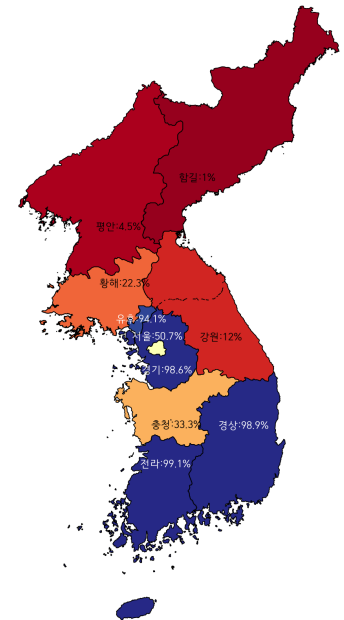 함길:1%
평안:4.5%
황해:22.3%
유후:94.1%
서울:50.7%
강원:12%
경기:98.6%
충청:33.3%
경상:98.9%
전라:99.1%